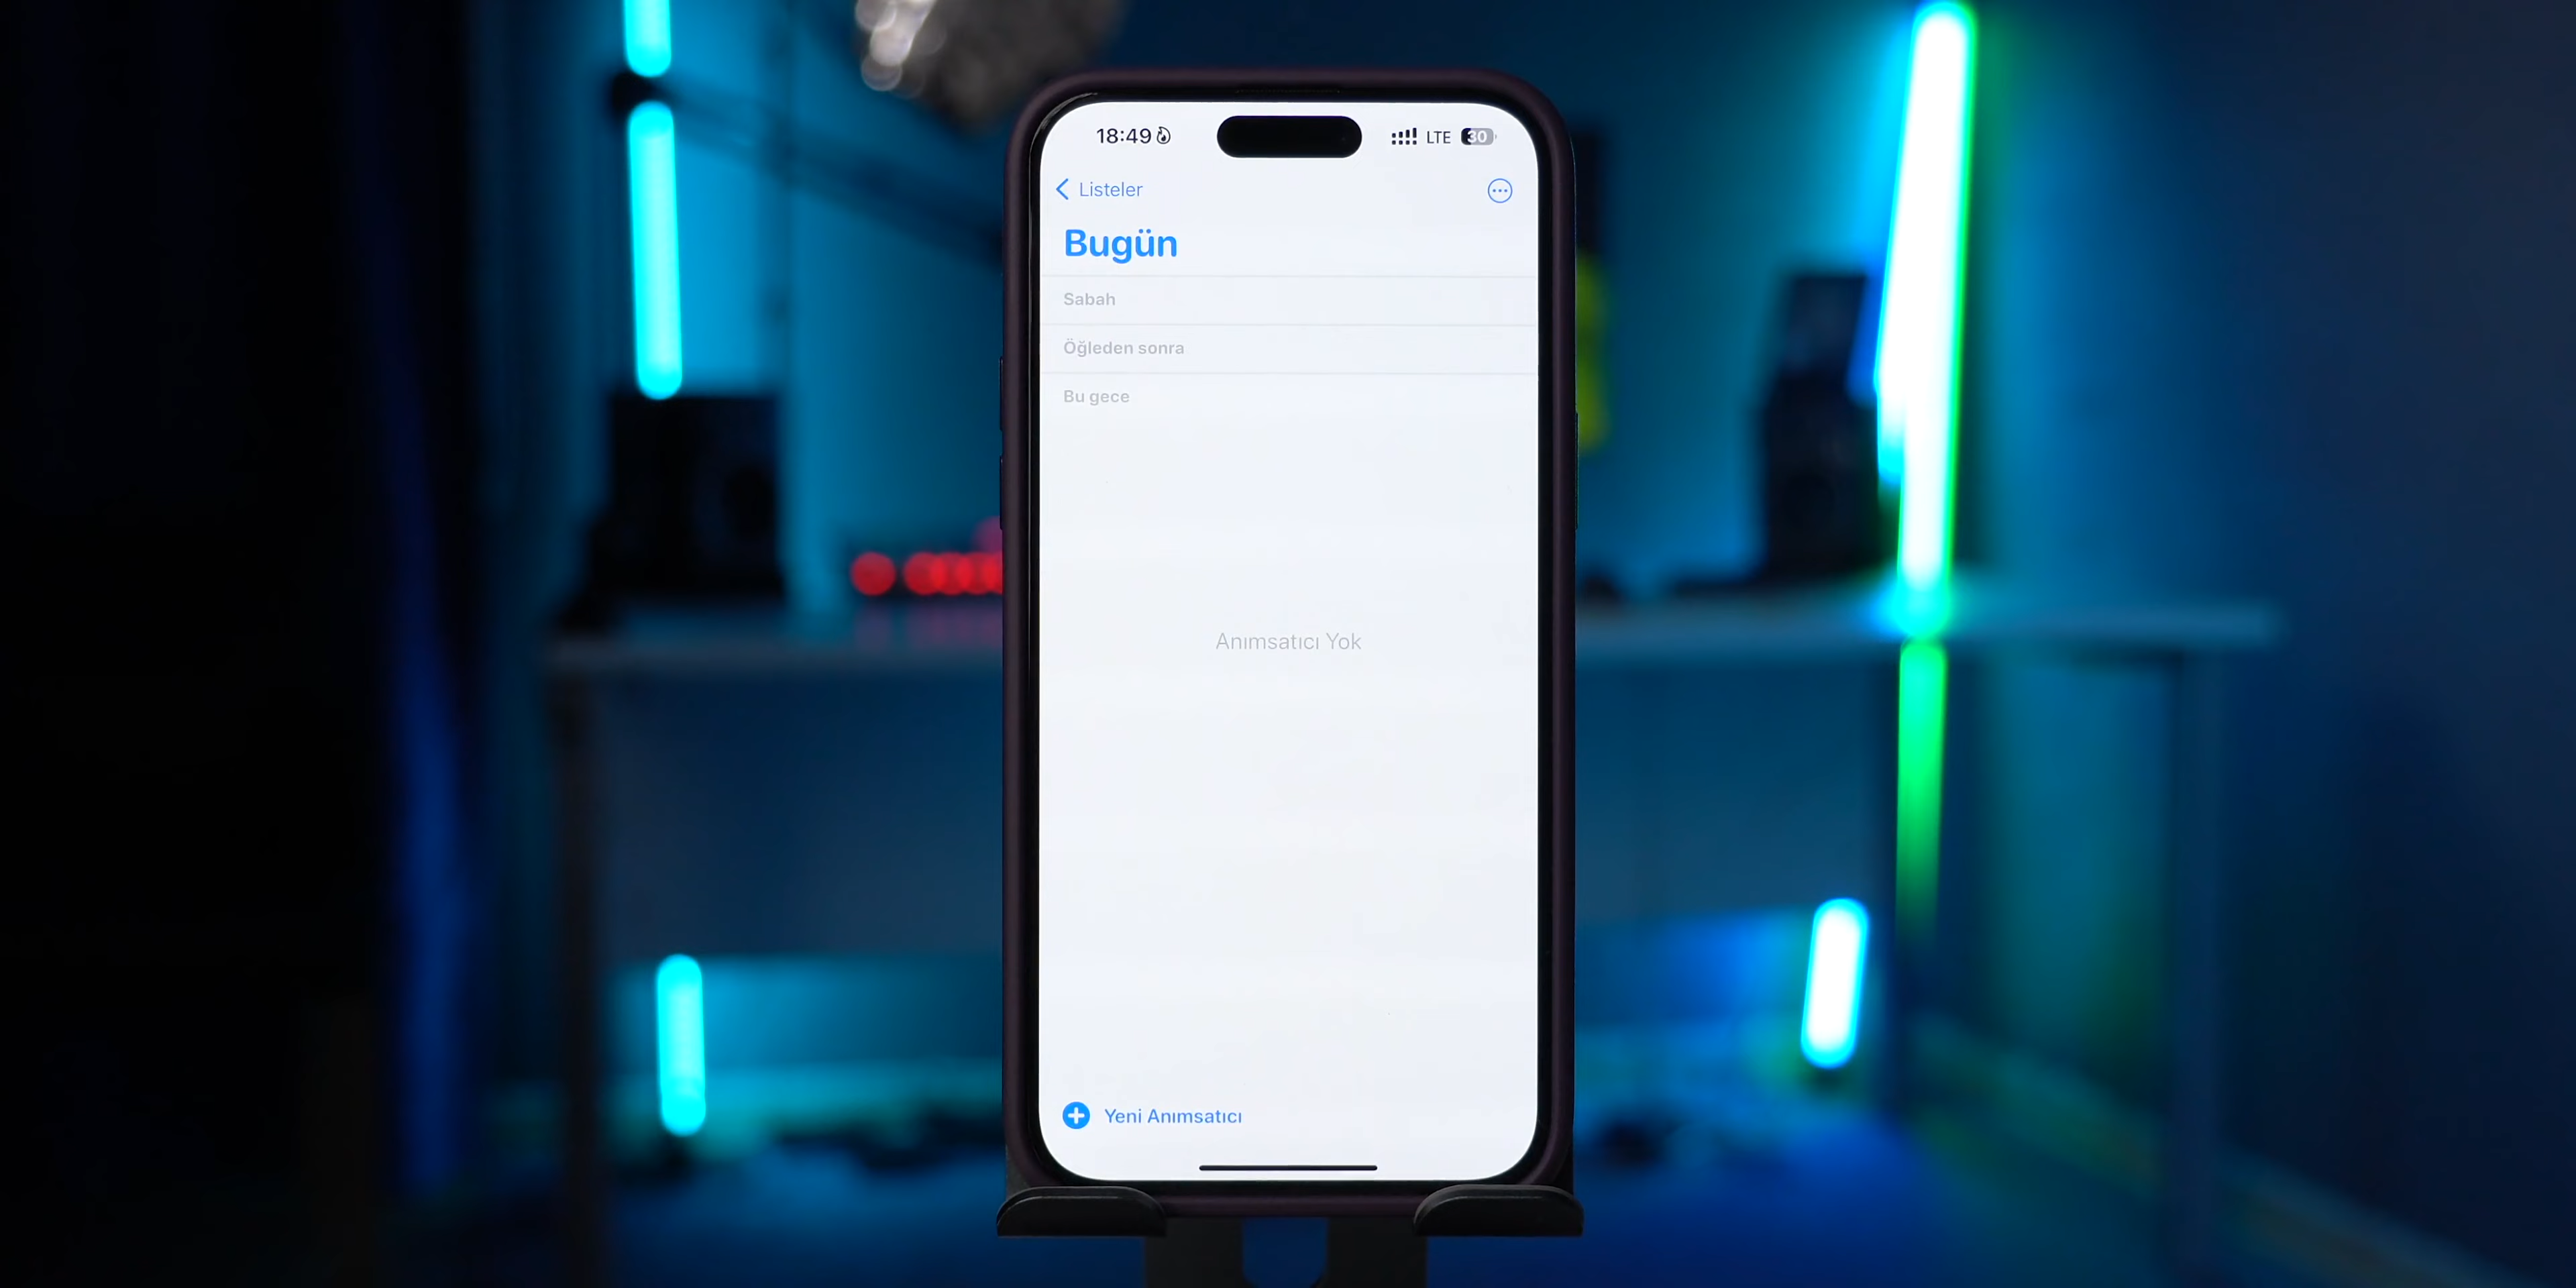 18:49 LTE 30
Listeler
Bugün
Sabah
Öğleden sonra
Bu gece
Anımsatıcı Yok
Yeni Anımsatıcı